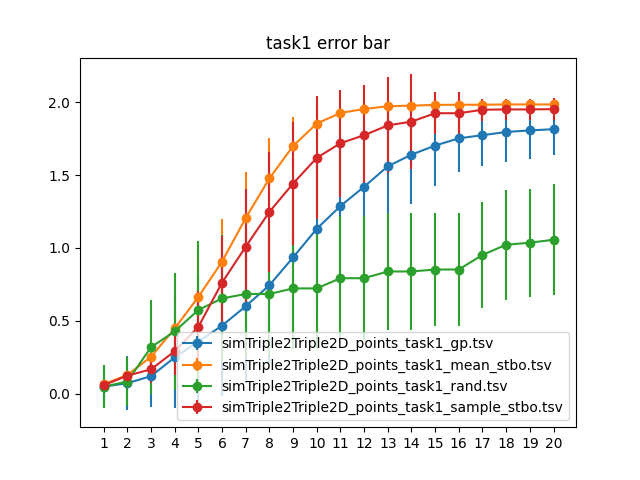 task1 error bar
2.0
1.5
1.0
0.5
0.0
simTriple2Triple2D_points_task1_gp.tsv
simTriple2Triple2D_points_task1_mean_stbo.tsv
simTriple2Triple2D_points_task1_rand.tsv
simTriple2Triple2D_points_task1_sample_stbo.tsv
1 2 3 4 5 6 7 8 9 10 11 12 13 14 15 16 17 18 19 20